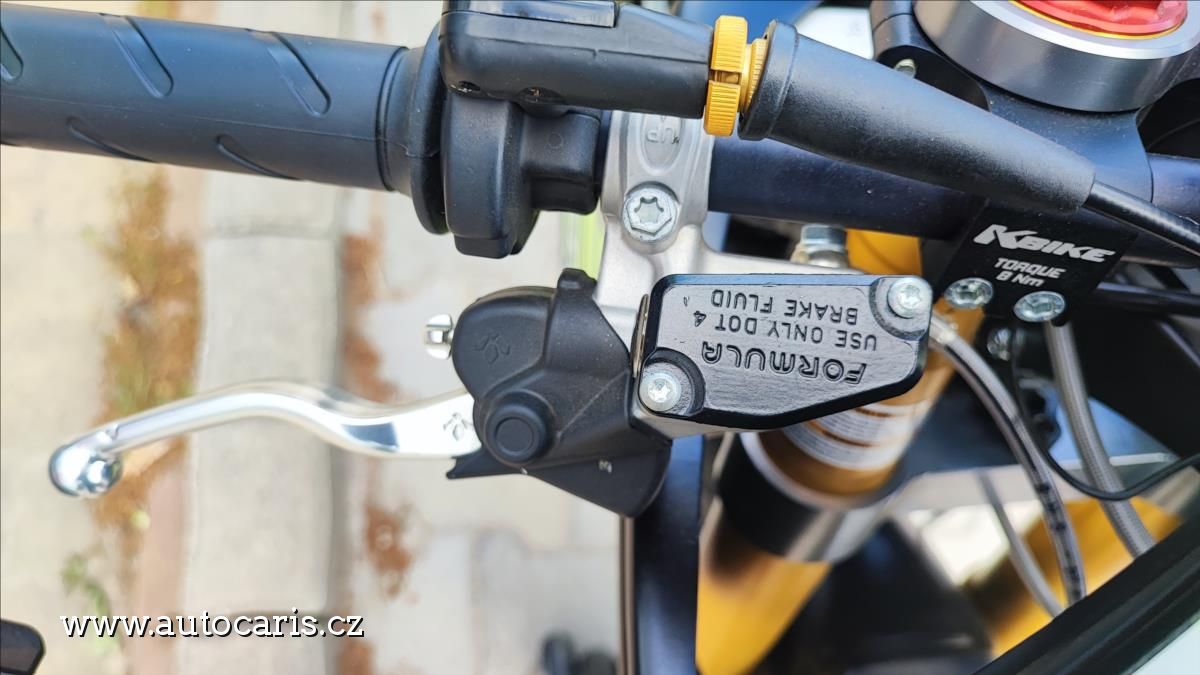 UP
KBIKE
TORQUE
8 Nm
FORMULA
USE ONLY DOT 4
BRAKE FLUID
www.autocaris.cz